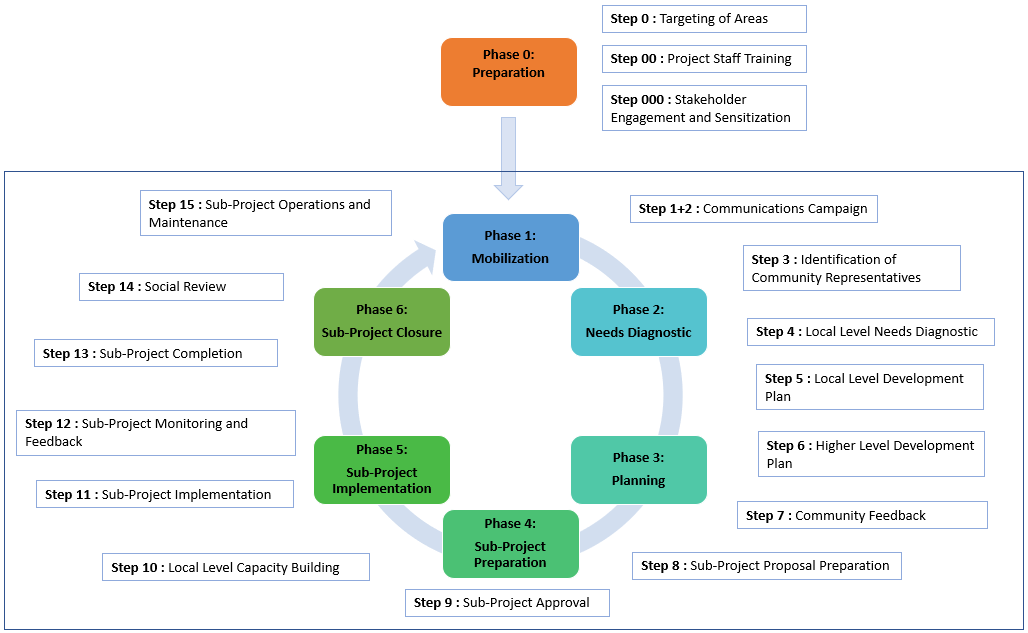 Phase 0:
Preparation
Step 0 : Targeting of Areas
Step 00 : Project Staff Training
Step 000 : Stakeholder
Engagement and Sensitization
Phase 1:
Mobilization
Step 1+2 : Communications Campaign
Step 3 : Identification of
Community Representatives
Phase 2:
Needs Diagnostic
Step 4 : Local Level Needs Diagnostic
Step 5 : Local Level Development
Plan
Step 6 : Higher Level Development
Plan
Phase 3:
Planning
Step 7 : Community Feedback
Step 8 : Sub-Project Proposal Preparation
Phase 4:
Sub-Project
Preparation
Step 9 : Sub-Project Approval
Step 10 : Local Level Capacity Building
Phase 5:
Sub-Project
Implementation
Step 11 : Sub-Project Implementation
Step 12 : Sub-Project Monitoring and
Feedback
Step 13 : Sub-Project Completion
Phase 6:
Sub-Project Closure
Step 14 : Social Review
Step 15 : Sub-Project Operations and
Maintenance